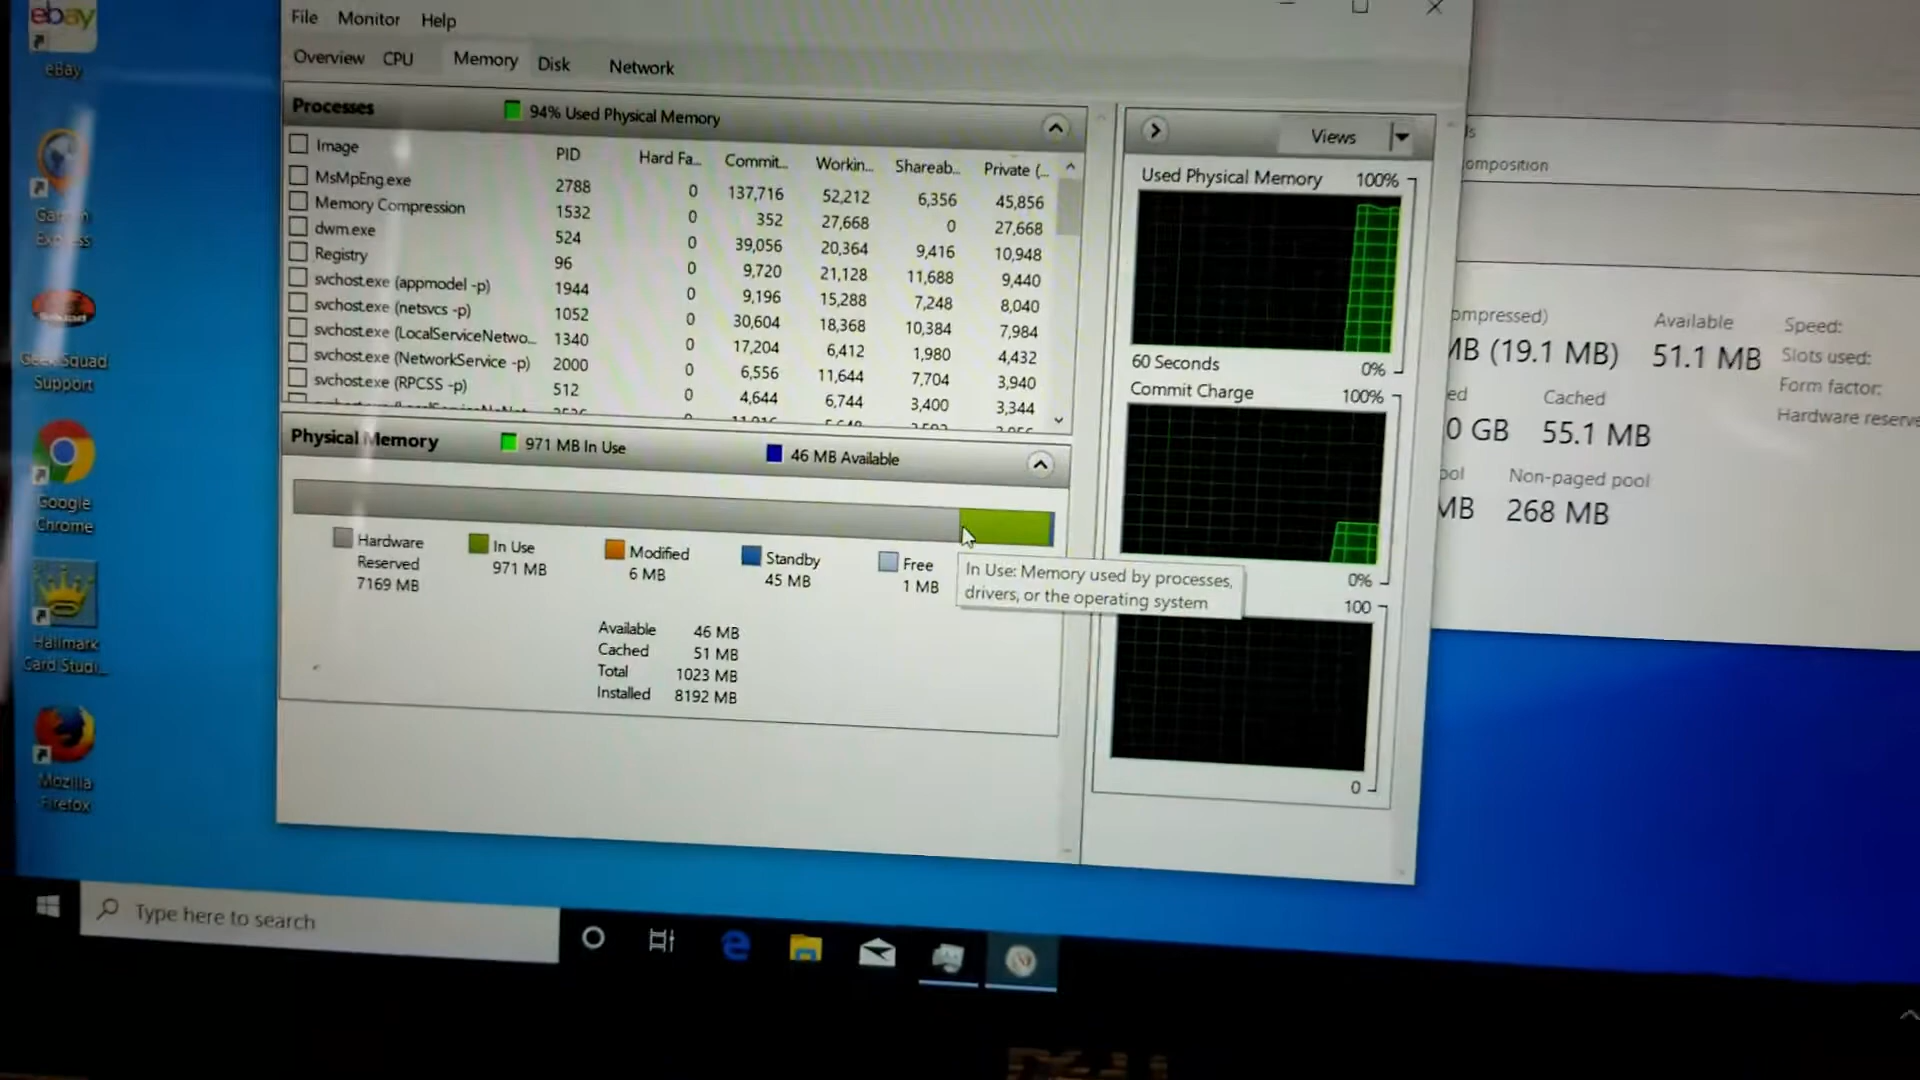 ebay
eBay
Garmin
Express
Geek Squad
Support
Google
Chrome
Hallmark
Card Studi...
Mozilla
Firefox
File Monitor Help
Overview CPU Memory Disk Network
Processes 94% Used Physical Memory
Image PID Hard Fa... Commit... Workin... Shareab... Private (...
MsMpEng.exe 2788 0 137,716 52,212 6,356 45,856
Memory Compression 1532 0 352 27,668 0 27,668
dwm.exe 524 0 39,056 20,364 9,416 10,948
Registry 96 0 9,720 21,128 11,688 9,440
svchost.exe (appmodel -p) 1944 0 9,196 15,288 7,248 8,040
svchost.exe (netsvcs -p) 1052 0 30,604 18,368 10,384 7,984
svchost.exe (LocalServiceNetwo... 1340 0 17,204 6,412 1,980 4,432
svchost.exe (NetworkService -p) 2000 0 6,556 11,644 7,704 3,940
svchost.exe (RPCSS -p) 512 0 4,644 6,744 3,400 3,344
Physical Memory 971 MB In Use 46 MB Available
Hardware
Reserved
7169 MB
In Use
971 MB
Modified
6 MB
Standby
45 MB
Free
1 MB
In Use: Memory used by processes,
drivers, or the operating system
Available 46 MB
Cached 51 MB
Total 1023 MB
Installed 8192 MB
Views
Used Physical Memory 100%
60 Seconds 0%
Commit Charge 100%
0%
100
0
omposition
ompressed) Available Speed:
MB (19.1 MB) 51.1 MB Slots used:
Form factor:
ed Cached Hardware reserve
0 GB 55.1 MB
ool Non-paged pool
MB 268 MB
Type here to search